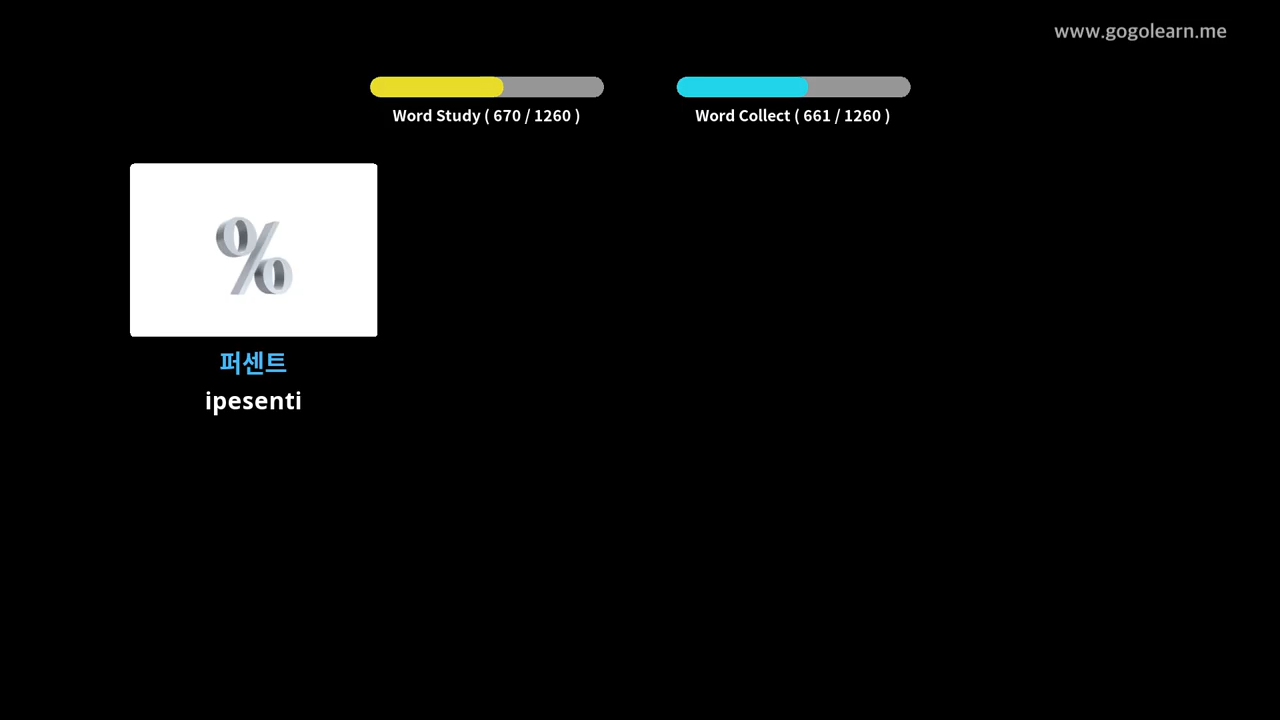 www.gogolearn.me
Word Study ( 670 / 1260 )
Word Collect ( 661 / 1260 )
%
퍼센트
ipesenti